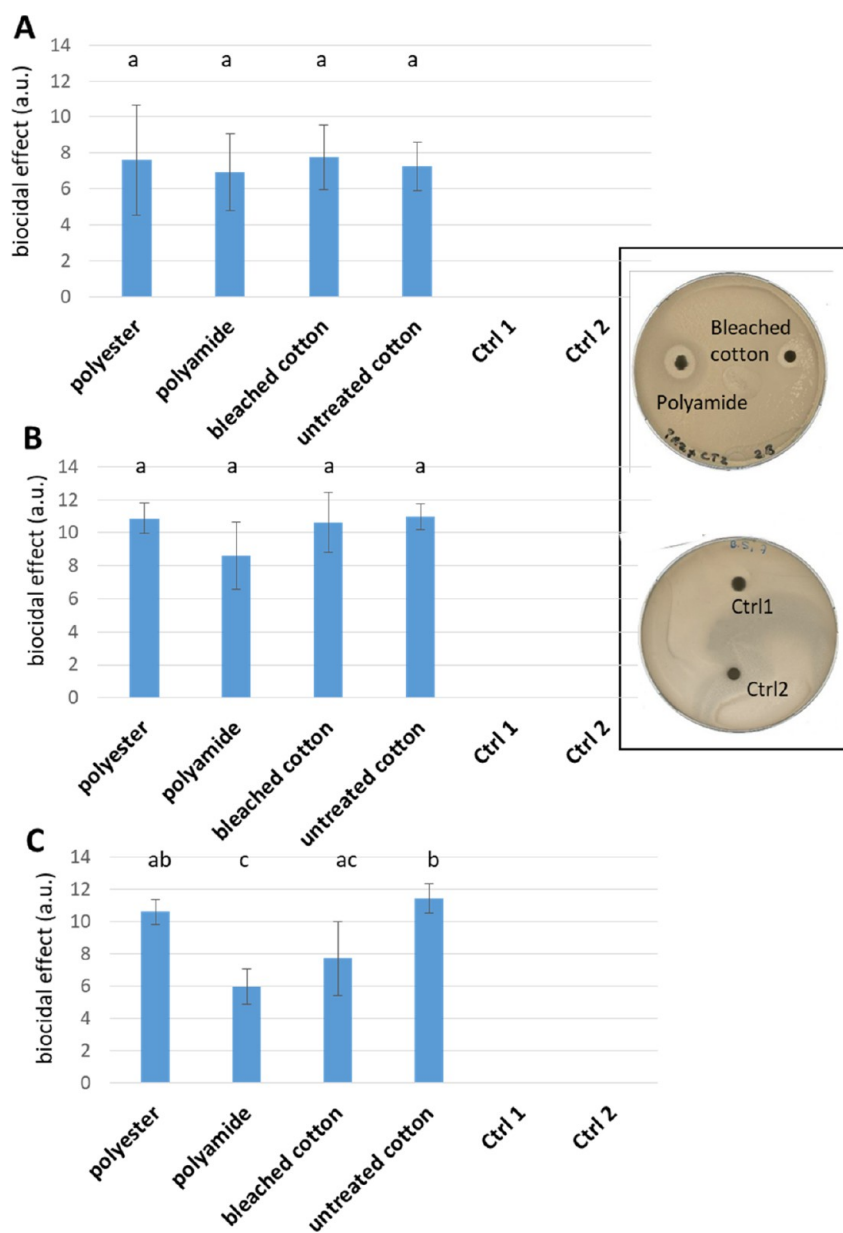 A
biocidal effect (a.u.)
14
12
10
8
6
4
2
0
a a a a
polyester polyamide bleached cotton untreated cotton Ctrl 1 Ctrl 2
B
biocidal effect (a.u.)
14
12
10
8
6
4
2
0
a a a a
polyester polyamide bleached cotton untreated cotton Ctrl 1 Ctrl 2
Bleached
cotton
Polyamide
Ctrl1
Ctrl2
C
biocidal effect (a.u.)
14
12
10
8
6
4
2
0
ab c ac b
polyester polyamide bleached cotton untreated cotton Ctrl 1 Ctrl 2